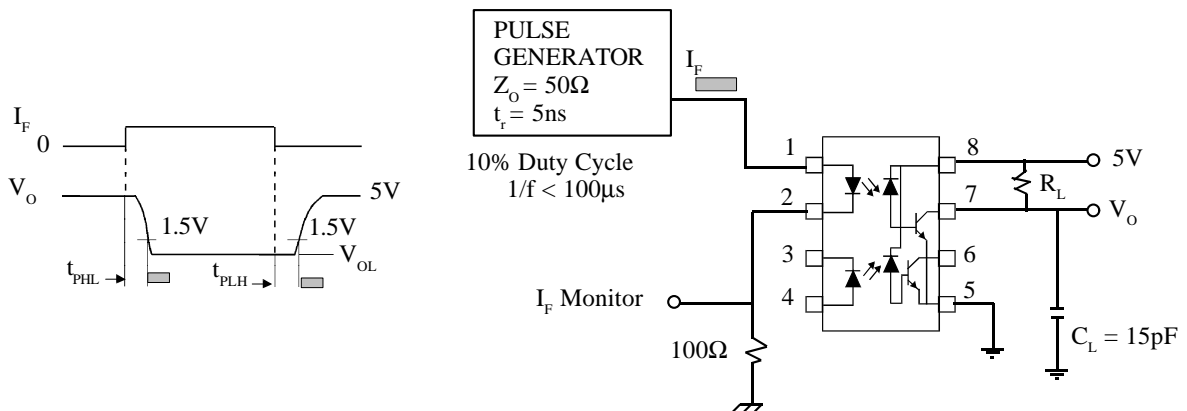 I_F
0
V_O
5V
1.5V
1.5V
V_OL
t_PHL
t_PLH
PULSE
GENERATOR
Z_O = 50Ω
t_r = 5ns
I_F
10% Duty Cycle
1/f < 100μs
1
2
3
4
8
7
6
5
5V
R_L
V_O
I_F Monitor
100Ω
C_L = 15pF